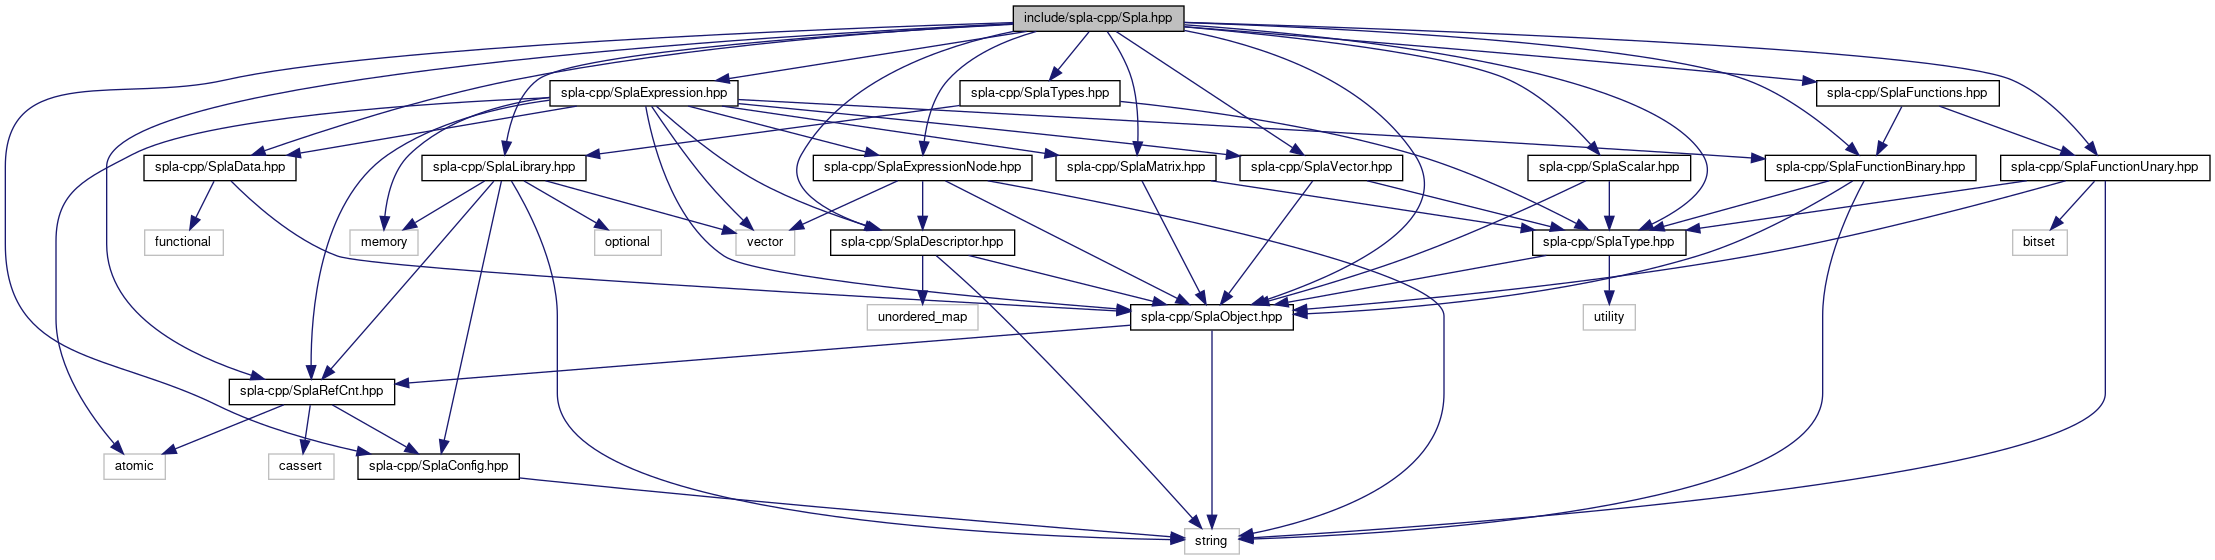 include/spla-cpp/Spla.hpp
spla-cpp/SplaExpression.hpp
spla-cpp/SplaTypes.hpp
spla-cpp/SplaFunctions.hpp
spla-cpp/SplaData.hpp
spla-cpp/SplaLibrary.hpp
spla-cpp/SplaExpressionNode.hpp
spla-cpp/SplaMatrix.hpp
spla-cpp/SplaVector.hpp
spla-cpp/SplaScalar.hpp
spla-cpp/SplaFunctionBinary.hpp
spla-cpp/SplaFunctionUnary.hpp
functional
memory
optional
vector
spla-cpp/SplaDescriptor.hpp
spla-cpp/SplaType.hpp
bitset
unordered_map
spla-cpp/SplaObject.hpp
utility
spla-cpp/SplaRefCnt.hpp
atomic
cassert
spla-cpp/SplaConfig.hpp
string